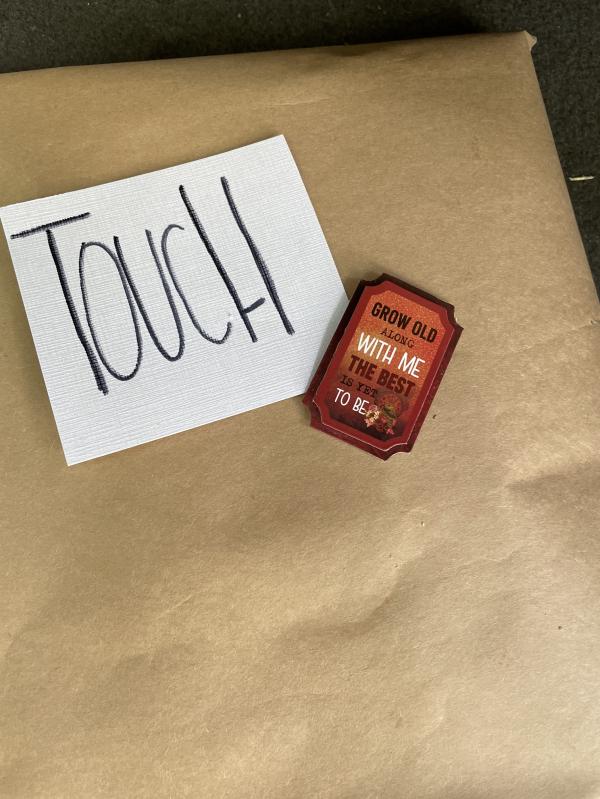 TOUCH
GROW OLD
ALONG
WITH ME
THE BEST
IS YET
TO BE